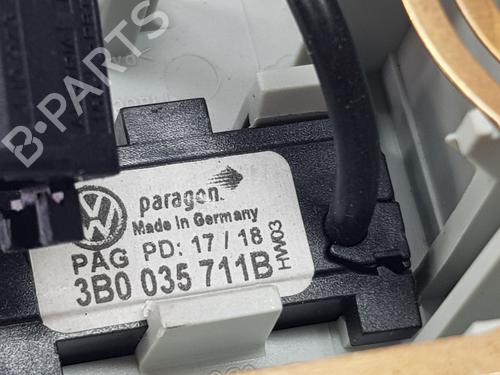 B-PARTS
paragon
Made in Germany
PAG PD: 17 / 18
3B0 035 711B
HW03